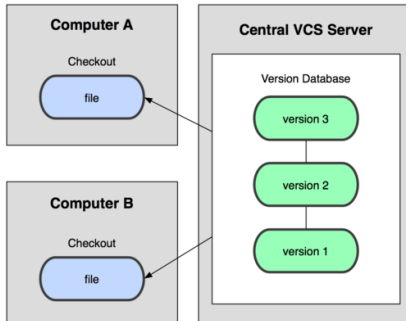 Computer A
Checkout
file
Computer B
Checkout
file
Central VCS Server
Version Database
version 3
version 2
version 1